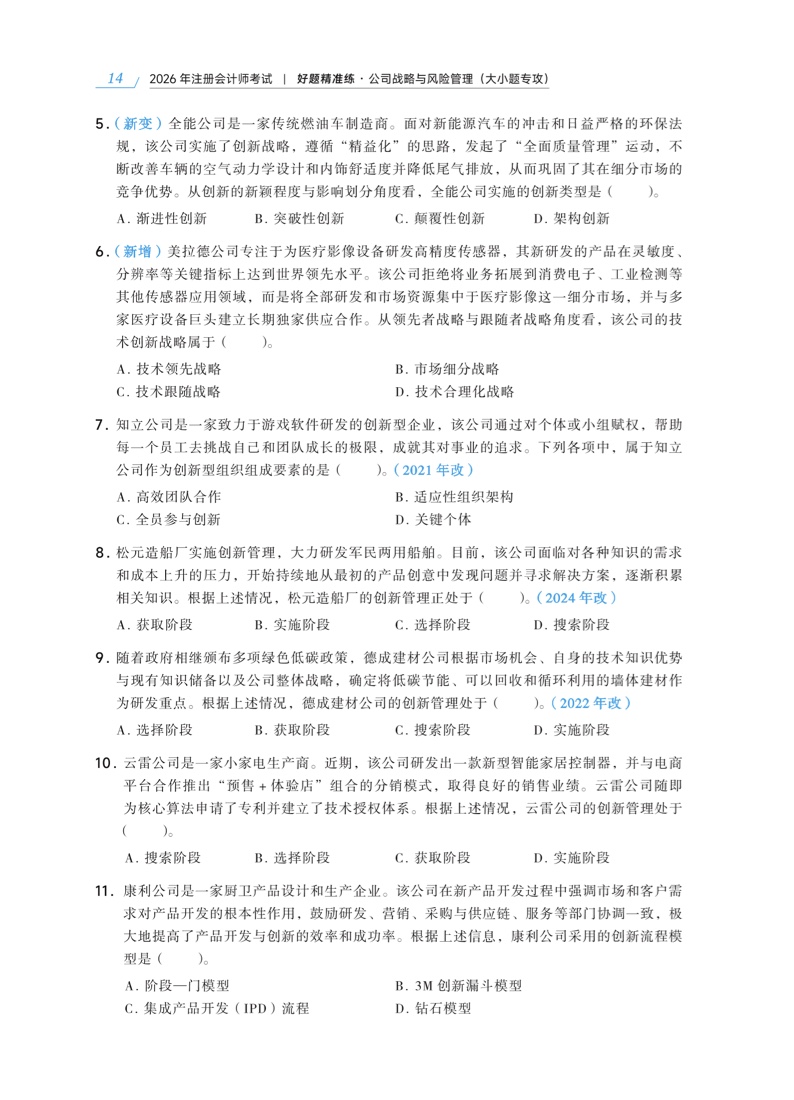 14 2026 年注册会计师考试 | 好题精准练·公司战略与风险管理（大小题专攻）
5.（新变）全能公司是一家传统燃油车制造商。面对新能源汽车的冲击和日益严格的环保法
规，该公司实施了创新战略，遵循“精益化”的思路，发起了“全面质量管理”运动，不
断改善车辆的空气动力学设计和内饰舒适度并降低尾气排放，从而巩固了其在细分市场的
竞争优势。从创新的新颖程度与影响划分角度看，全能公司实施的创新类型是（　　）。
A. 渐进性创新 B. 突破性创新 C. 颠覆性创新 D. 架构创新
6.（新增）美拉德公司专注于为医疗影像设备研发高精度传感器，其新研发的产品在灵敏度、
分辨率等关键指标上达到世界领先水平。该公司拒绝将业务拓展到消费电子、工业检测等
其他传感器应用领域，而是将全部研发和市场资源集中于医疗影像这一细分市场，并与多
家医疗设备巨头建立长期独家供应合作。从领先者战略与跟随者战略角度看，该公司的技
术创新战略属于（　　）。
A. 技术领先战略 B. 市场细分战略
C. 技术跟随战略 D. 技术合理化战略
7. 知立公司是一家致力于游戏软件研发的创新型企业，该公司通过对个体或小组赋权，帮助
每一个员工去挑战自己和团队成长的极限，成就其对事业的追求。下列各项中，属于知立
公司作为创新型组织组成要素的是（　　）。（2021 年改）
A. 高效团队合作 B. 适应性组织架构
C. 全员参与创新 D. 关键个体
8. 松元造船厂实施创新管理，大力研发军民两用船舶。目前，该公司面临对各种知识的需求
和成本上升的压力，开始持续地从最初的产品创意中发现问题并寻求解决方案，逐渐积累
相关知识。根据上述情况，松元造船厂的创新管理正处于（　　）。（2024 年改）
A. 获取阶段 B. 实施阶段 C. 选择阶段 D. 搜索阶段
9. 随着政府相继颁布多项绿色低碳政策，德成建材公司根据市场机会、自身的技术知识优势
与现有知识储备以及公司整体战略，确定将低碳节能、可以回收和循环利用的墙体建材作
为研发重点。根据上述情况，德成建材公司的创新管理处于（　　）。（2022 年改）
A. 选择阶段 B. 获取阶段 C. 搜索阶段 D. 实施阶段
10. 云雷公司是一家小家电生产商。近期，该公司研发出一款新型智能家居控制器，并与电商
平台合作推出“预售 + 体验店”组合的分销模式，取得良好的销售业绩。云雷公司随即
为核心算法申请了专利并建立了技术授权体系。根据上述情况，云雷公司的创新管理处于
（　　）。
A. 搜索阶段 B. 选择阶段 C. 获取阶段 D. 实施阶段
11. 康利公司是一家厨卫产品设计和生产企业。该公司在新产品开发过程中强调市场和客户需
求对产品开发的根本性作用，鼓励研发、营销、采购与供应链、服务等部门协调一致，极
大地提高了产品开发与创新的效率和成功率。根据上述信息，康利公司采用的创新流程模
型是（　　）。
A. 阶段—门模型 B. 3M 创新漏斗模型
C. 集成产品开发（IPD）流程 D. 钻石模型